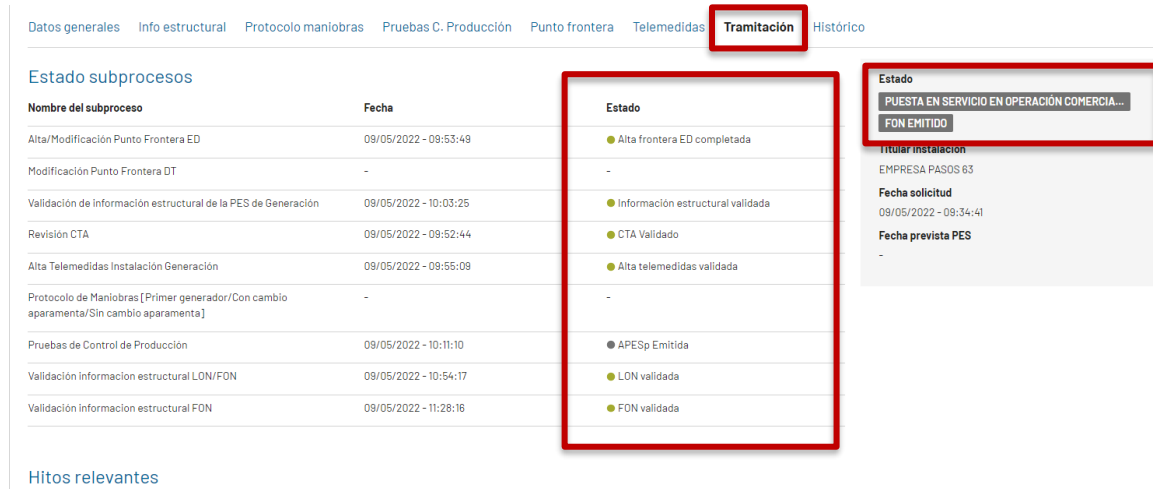 Datos generales Info estructural Protocolo maniobras Pruebas C. Producción Punto frontera Telemedidas Tramitación Histórico
Estado subprocesos
Nombre del subproceso Fecha Estado
Alta/Modificación Punto Frontera ED 09/05/2022 - 09:53:49 Alta frontera ED completada
Modificación Punto Frontera DT - -
Validación de información estructural de la PES de Generación 09/05/2022 - 10:03:25 Información estructural validada
Revisión CTA 09/05/2022 - 09:52:44 CTA Validado
Alta Telemedidas Instalación Generación 09/05/2022 - 09:55:09 Alta telemedidas validada
Protocolo de Maniobras [Primer generador/Con cambio - -
aparamenta/Sin cambio aparamenta]
Pruebas de Control de Producción 09/05/2022 - 10:11:10 APESp Emitida
Validación informacion estructural LON/FON 09/05/2022 - 10:54:17 LON validada
Validación informacion estructural FON 09/05/2022 - 11:28:16 FON validada
Hitos relevantes
Estado
PUESTA EN SERVICIO EN OPERACIÓN COMERCIA...
FON EMITIDO
Titular instalación
EMPRESA PASOS 63
Fecha solicitud
09/05/2022 - 09:34:41
Fecha prevista PES
-